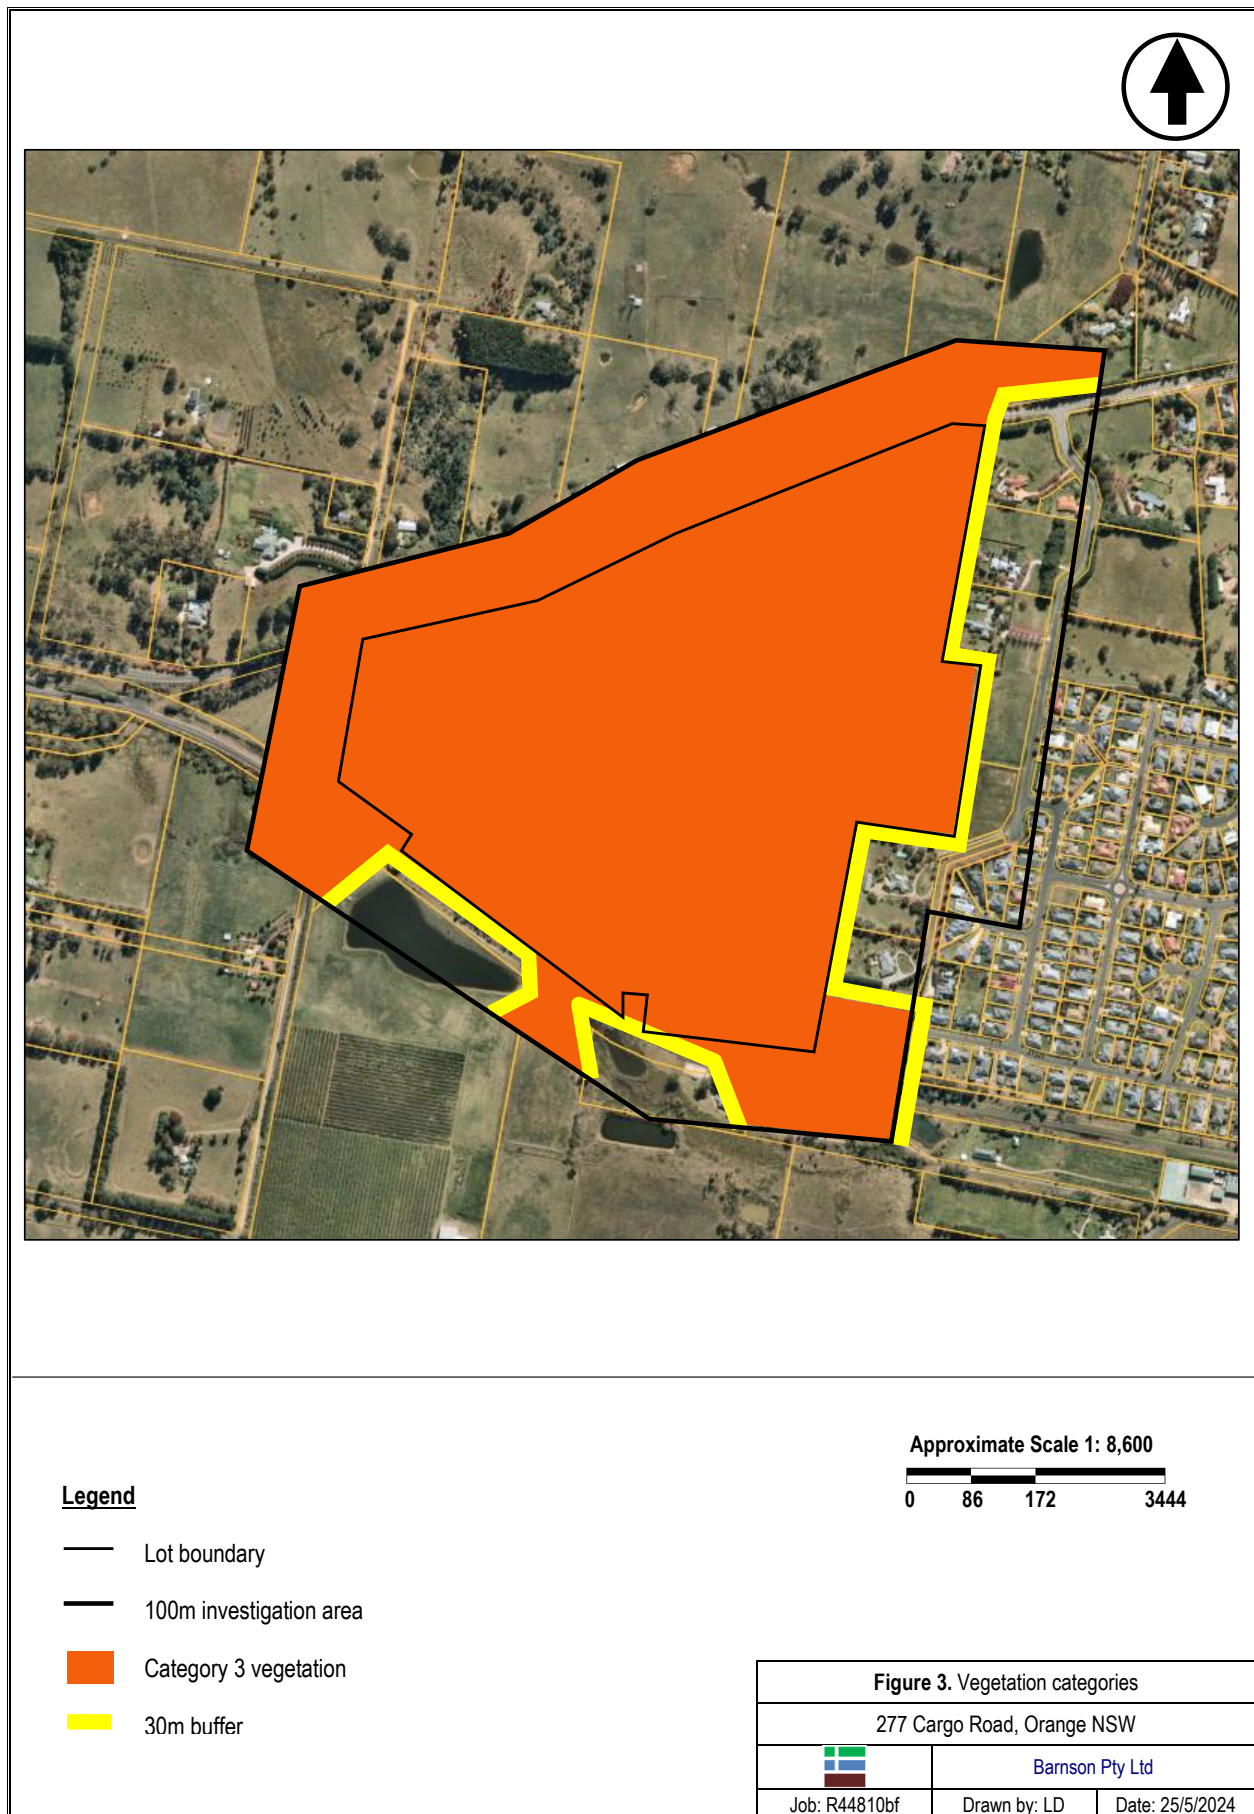 Approximate Scale 1: 8,600
0 86 172 3444
Legend
Lot boundary
100m investigation area
Category 3 vegetation
30m buffer
Figure 3. Vegetation categories
277 Cargo Road, Orange NSW
Barnson Pty Ltd
Job: R44810bf Drawn by: LD Date: 25/5/2024